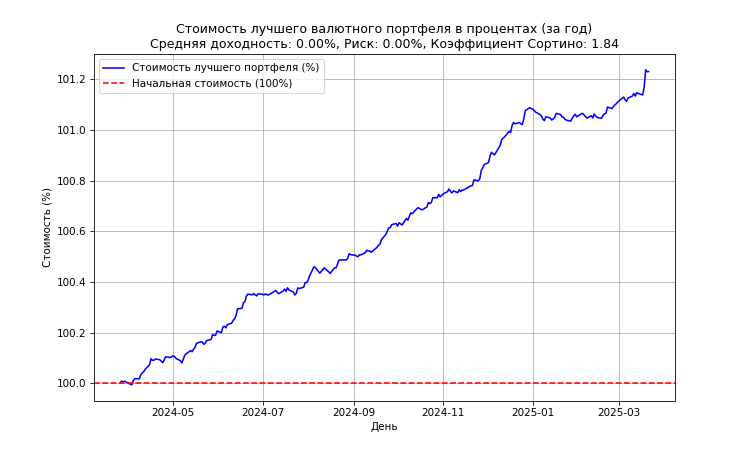 Стоимость лучшего валютного портфеля в процентах (за год)
Средняя доходность: 0.00%, Риск: 0.00%, Коэффициент Сортино: 1.84
Стоимость лучшего портфеля (%)
Начальная стоимость (100%)
Стоимость (%)
101.2
101.0
100.8
100.6
100.4
100.2
100.0
2024-05
2024-07
2024-09
2024-11
2025-01
2025-03
День